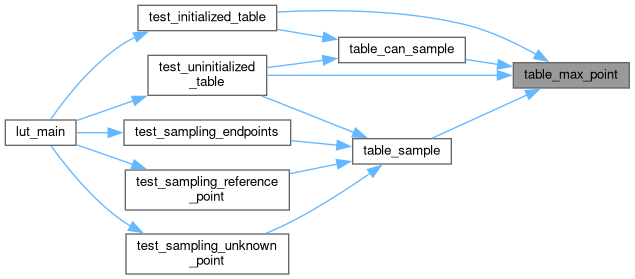 test_initialized_table
table_can_sample
test_uninitialized
_table
table_max_point
lut_main
test_sampling_endpoints
table_sample
test_sampling_reference
_point
test_sampling_unknown
_point